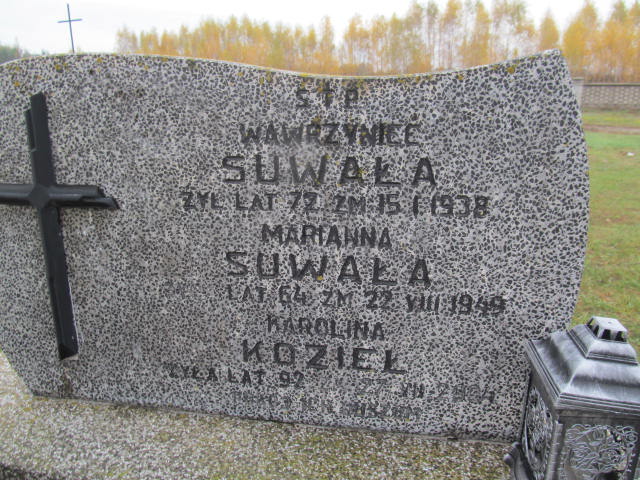 Ś † P
WAWRZYNIEC
SUWAŁA
ŻYŁ LAT 72 ZM 15 I 1938
MARIANNA
SUWAŁA
LAT 64 ZM 22 VIII 1949
KAROLINA
KOZIEŁ
ŻYŁA LAT 92